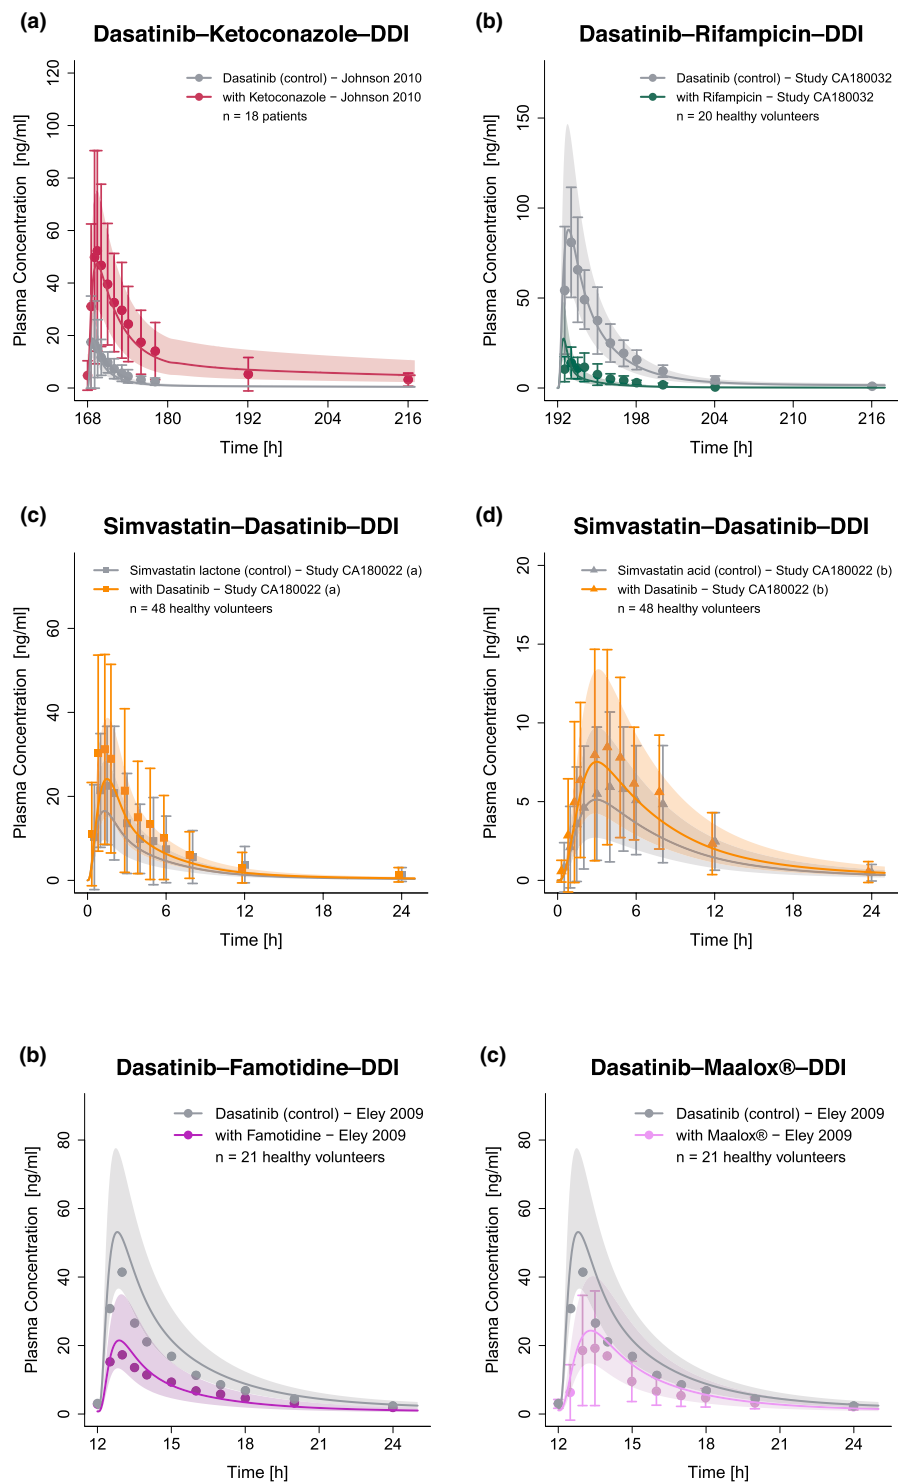 (a)
Dasatinib–Ketoconazole–DDI
Dasatinib (control) − Johnson 2010
with Ketoconazole − Johnson 2010
n = 18 patients
Plasma Concentration [ng/ml]
120
100
80
60
40
20
0
168
180
192
204
216
Time [h]
(b)
Dasatinib–Rifampicin–DDI
Dasatinib (control) − Study CA180032
with Rifampicin − Study CA180032
n = 20 healthy volunteers
Plasma Concentration [ng/ml]
150
100
50
0
192
198
204
210
216
Time [h]
(c)
Simvastatin–Dasatinib–DDI
Simvastatin lactone (control) − Study CA180022 (a)
with Dasatinib − Study CA180022 (a)
n = 48 healthy volunteers
Plasma Concentration [ng/ml]
60
40
20
0
0
6
12
18
24
Time [h]
(d)
Simvastatin–Dasatinib–DDI
Simvastatin acid (control) − Study CA180022 (b)
with Dasatinib − Study CA180022 (b)
n = 48 healthy volunteers
Plasma Concentration [ng/ml]
20
15
10
5
0
0
6
12
18
24
Time [h]
(b)
Dasatinib–Famotidine–DDI
Dasatinib (control) − Eley 2009
with Famotidine − Eley 2009
n = 21 healthy volunteers
Plasma Concentration [ng/ml]
80
60
40
20
0
12
15
18
21
24
Time [h]
(c)
Dasatinib–Maalox®–DDI
Dasatinib (control) − Eley 2009
with Maalox® − Eley 2009
n = 21 healthy volunteers
Plasma Concentration [ng/ml]
80
60
40
20
0
12
15
18
21
24
Time [h]